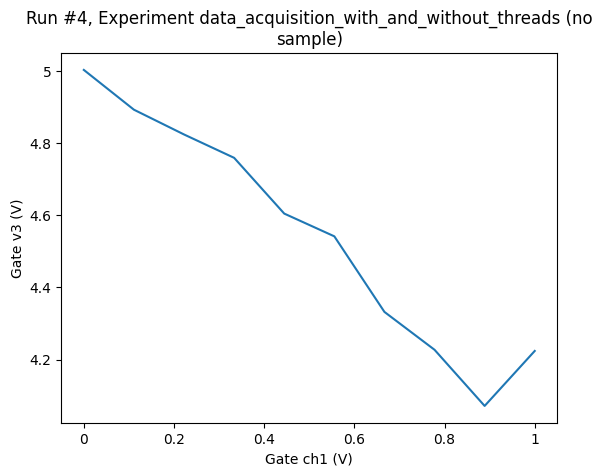 Run #4, Experiment data_acquisition_with_and_without_threads (no
sample)
5
4.8
4.6
4.4
4.2
Gate v3 (V)
0
0.2
0.4
0.6
0.8
1
Gate ch1 (V)